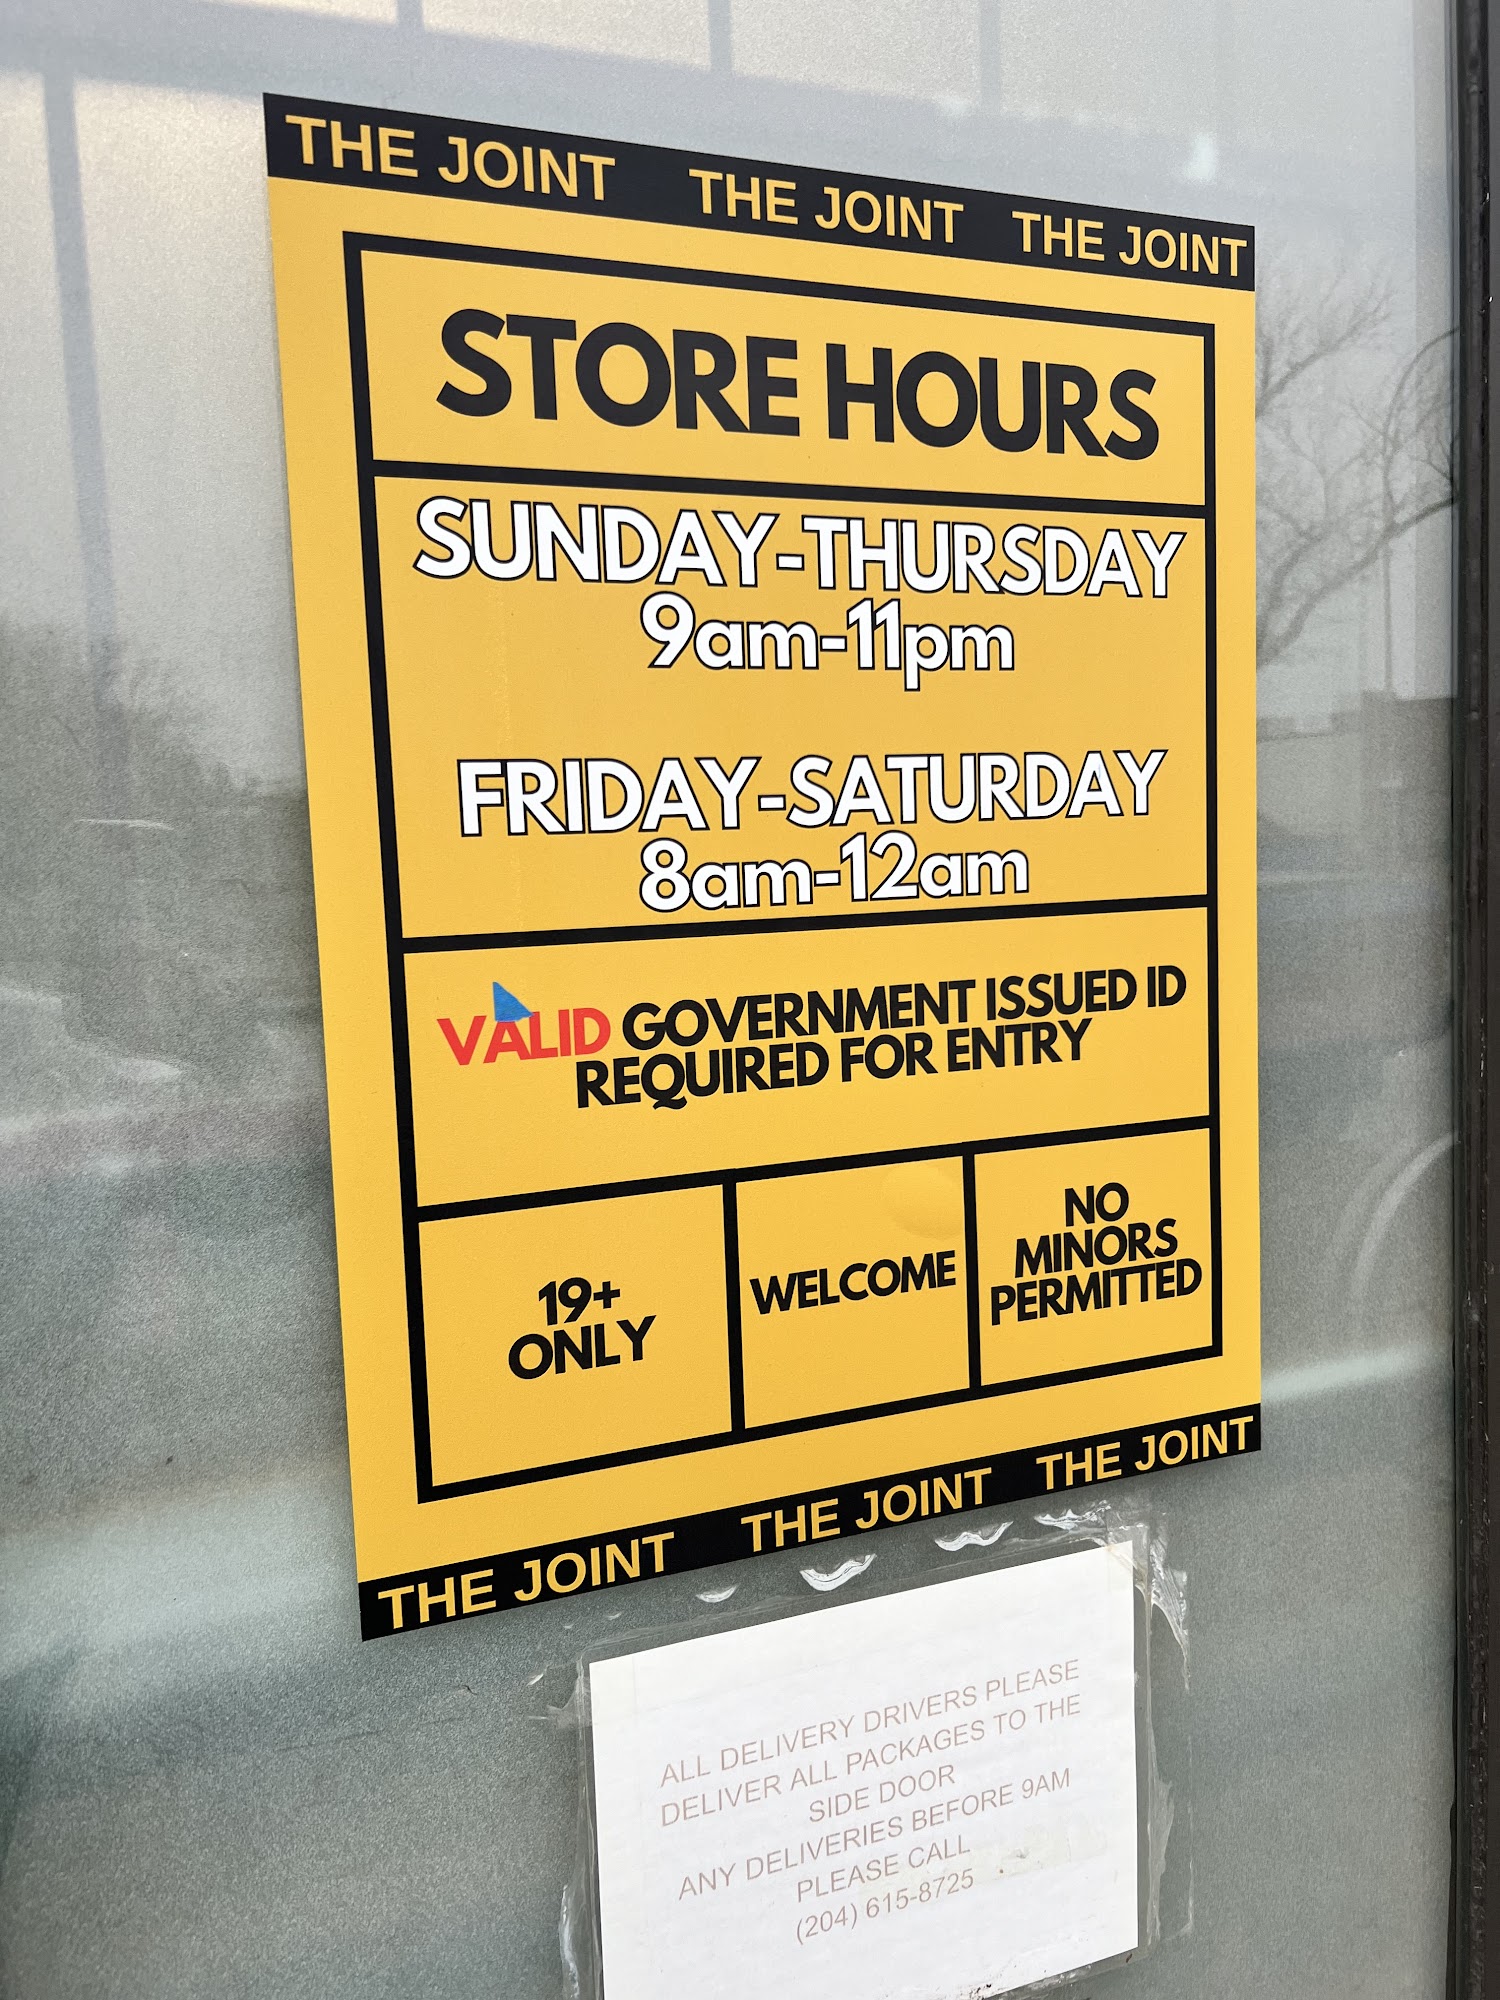 THE JOINT THE JOINT THE JOINT
STORE HOURS
SUNDAY-THURSDAY
9am-11pm
FRIDAY-SATURDAY
8am-12am
VALID GOVERNMENT ISSUED ID
REQUIRED FOR ENTRY
19+
ONLY
WELCOME
NO
MINORS
PERMITTED
THE JOINT THE JOINT THE JOINT
ALL DELIVERY DRIVERS PLEASE
DELIVER ALL PACKAGES TO THE
SIDE DOOR
ANY DELIVERIES BEFORE 9AM
PLEASE CALL
(204) 615-8725